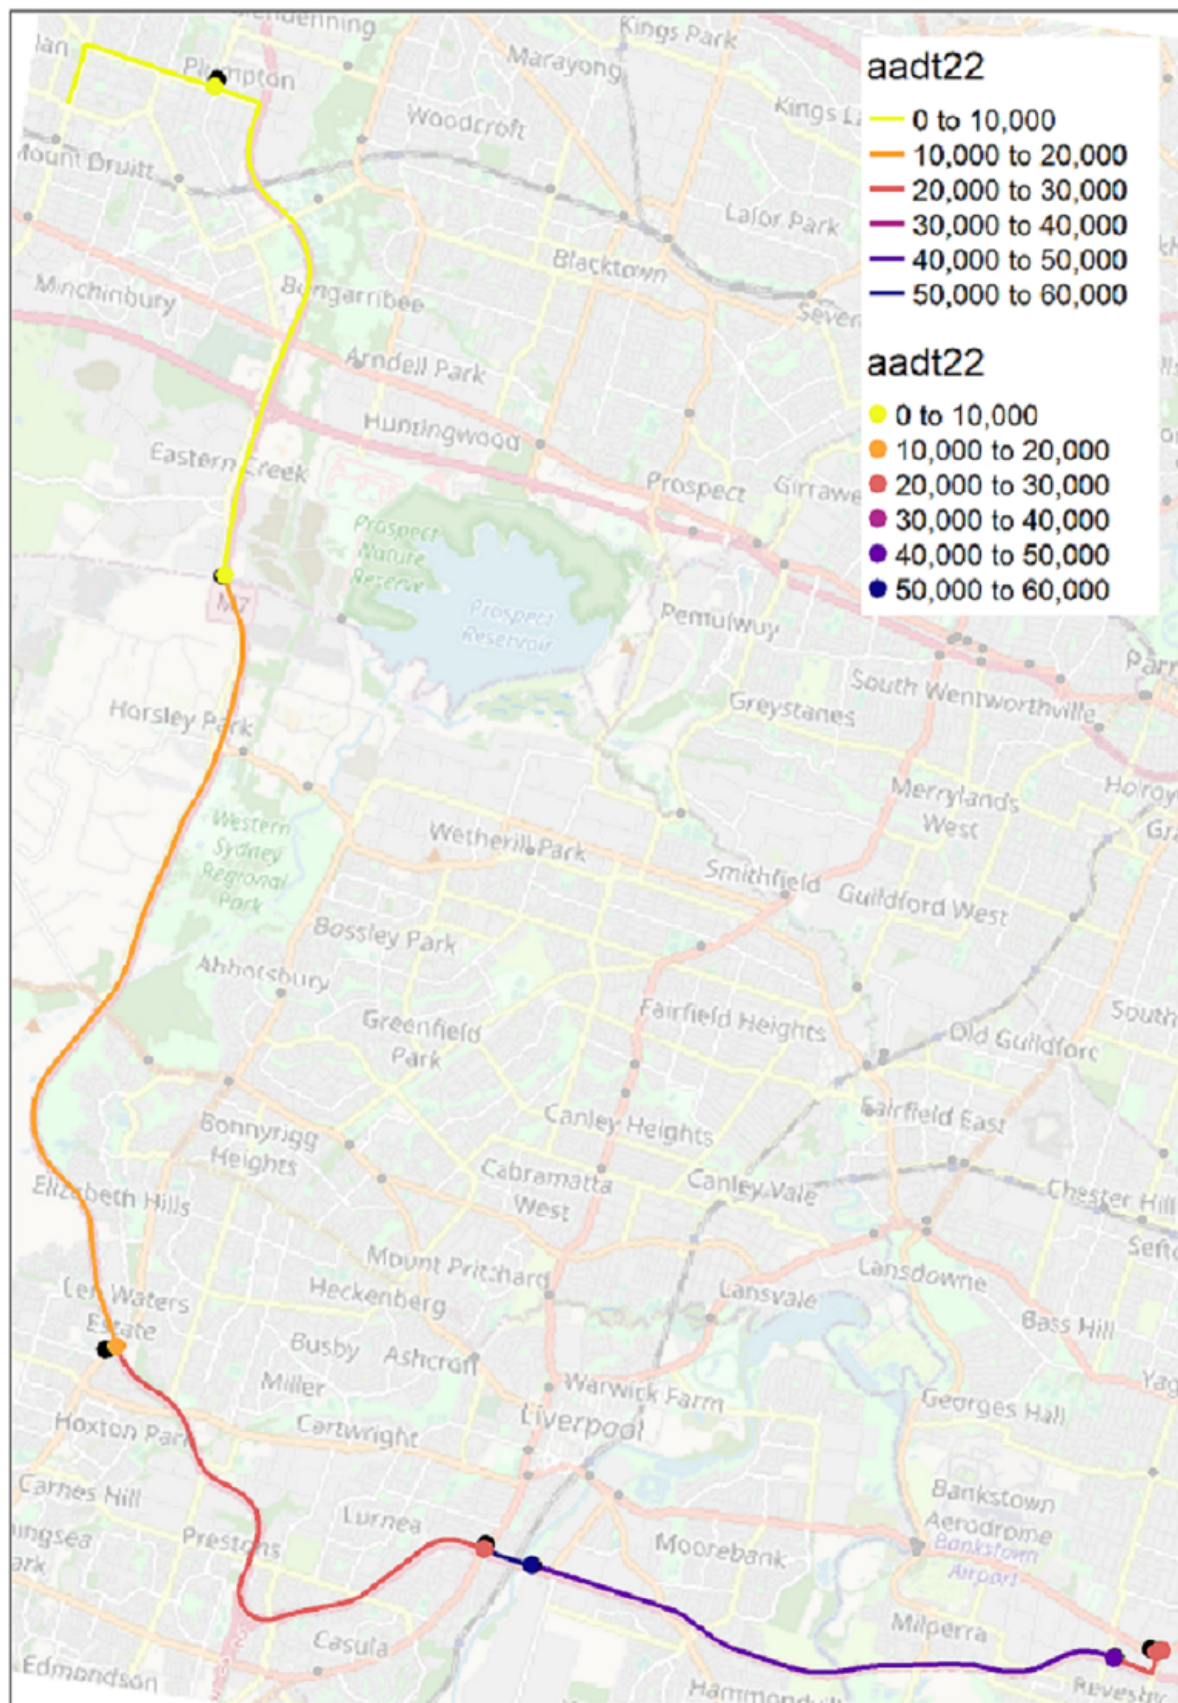 Kings Park
Marayong
aadt22
0 to 10,000
10,000 to 20,000
20,000 to 30,000
30,000 to 40,000
40,000 to 50,000
50,000 to 60,000
aadt22
0 to 10,000
10,000 to 20,000
20,000 to 30,000
30,000 to 40,000
40,000 to 50,000
50,000 to 60,000
Plumpton
Woodcroft
Mount Druitt
Lalor Park
Blacktown
Minchinbury
Bungarribee
Arndell Park
Huntingwood
Eastern Creek
Prospect
Prospect
Nature
Reserve
Prospect
Reservoir
M7
Pemulwuy
South Wentworthville
Greystanes
Horsley Park
Merrylands
West
Western
Sydney
Regional
Park
Wetherill Park
Smithfield
Guildford West
Bossley Park
Abbotsbury
Greenfield
Park
Fairfield Heights
Old Guildford
South
Bonnyrigg
Heights
Canley Heights
Fairfield East
Cabramatta
West
Canley Vale
Chester Hill
Elizabeth Hills
Mount Pritchard
Lansdowne
Len Waters
Estate
Heckenberg
Lansvale
Bass Hill
Busby
Ashcroft
Miller
Warwick Farm
Georges Hall
Liverpool
Hoxton Park
Cartwright
Carnes Hill
Bankstown
Aerodrome
Bankstown
Airport
Lurnea
Prestons
Moorebank
Milperra
Casula
Edmondson